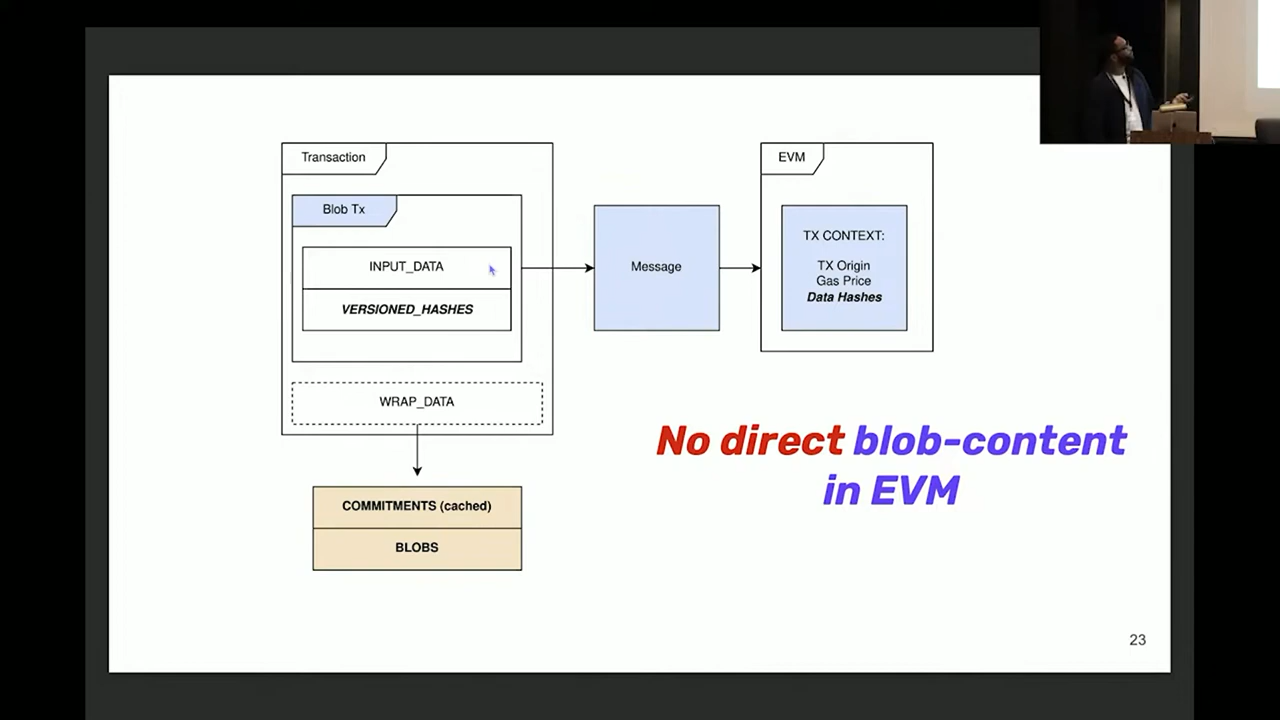 Transaction
Blob Tx
INPUT_DATA
VERSIONED_HASHES
WRAP_DATA
COMMITMENTS (cached)
BLOBS
Message
EVM
TX CONTEXT:
TX Origin
Gas Price
Data Hashes
No direct blob-content
in EVM
23